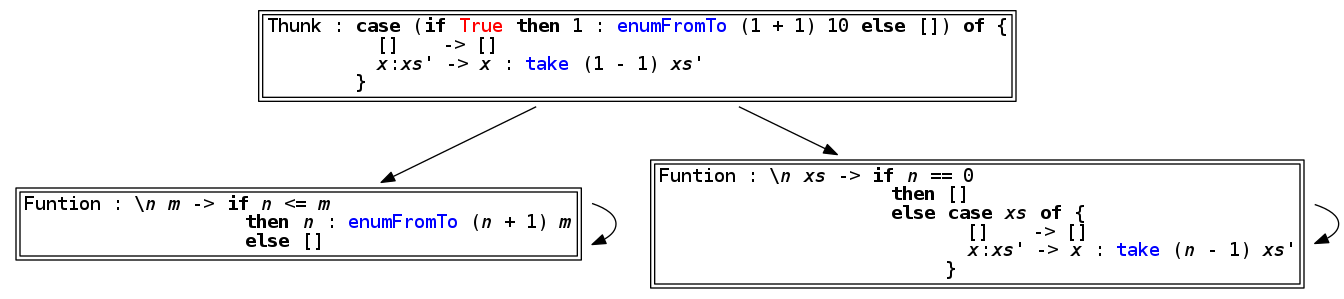 Thunk : case (if True then 1 : enumFromTo (1 + 1) 10 else []) of {
[] -> []
x:xs' -> x : take (1 - 1) xs'
}
Funtion : \n m -> if n <= m
then n : enumFromTo (n + 1) m
else []
Funtion : \n xs -> if n == 0
then []
else case xs of {
[] -> []
x:xs' -> x : take (n - 1) xs'
}